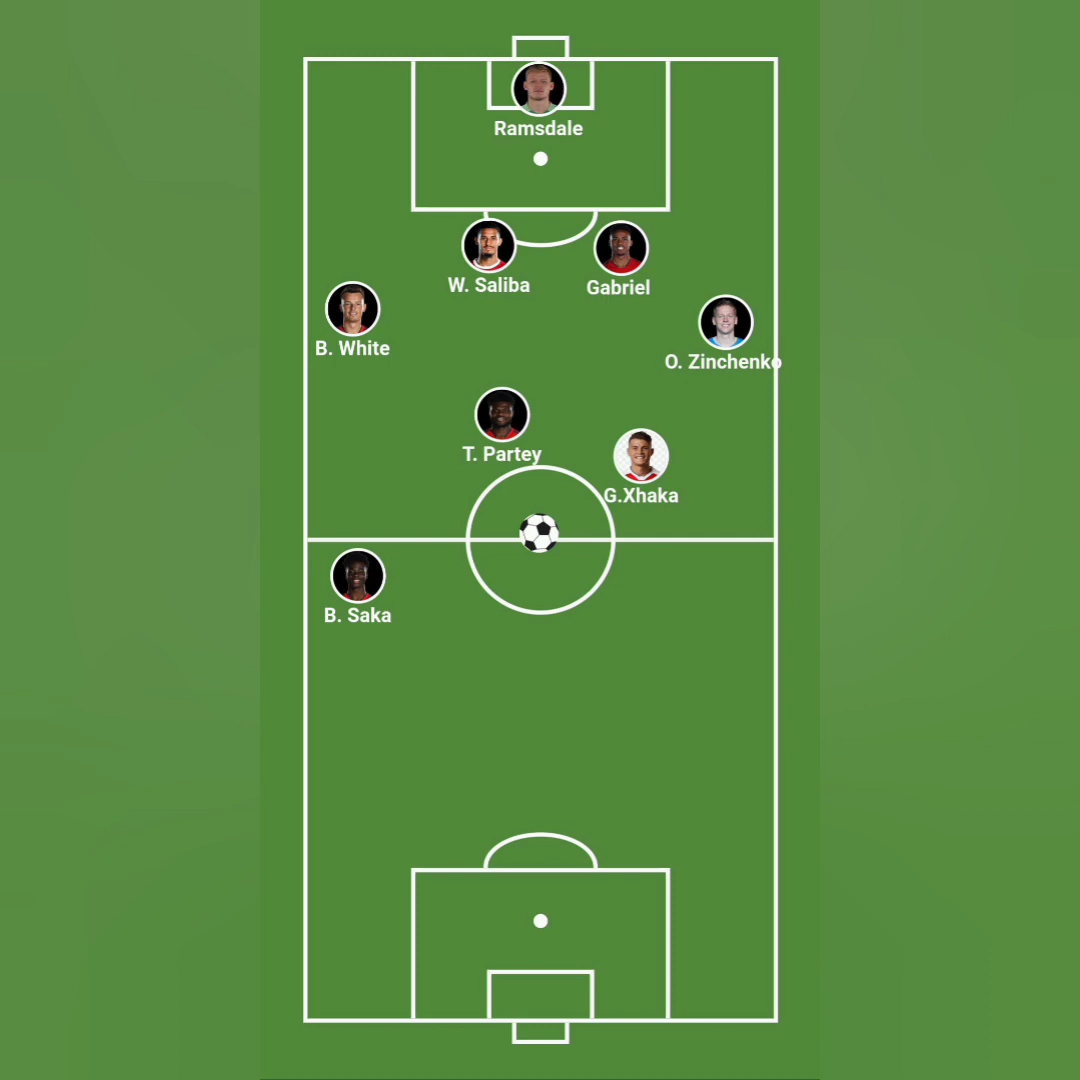 Ramsdale
W. Saliba
Gabriel
B. White
O. Zinchenko
T. Partey
G.Xhaka
B. Saka